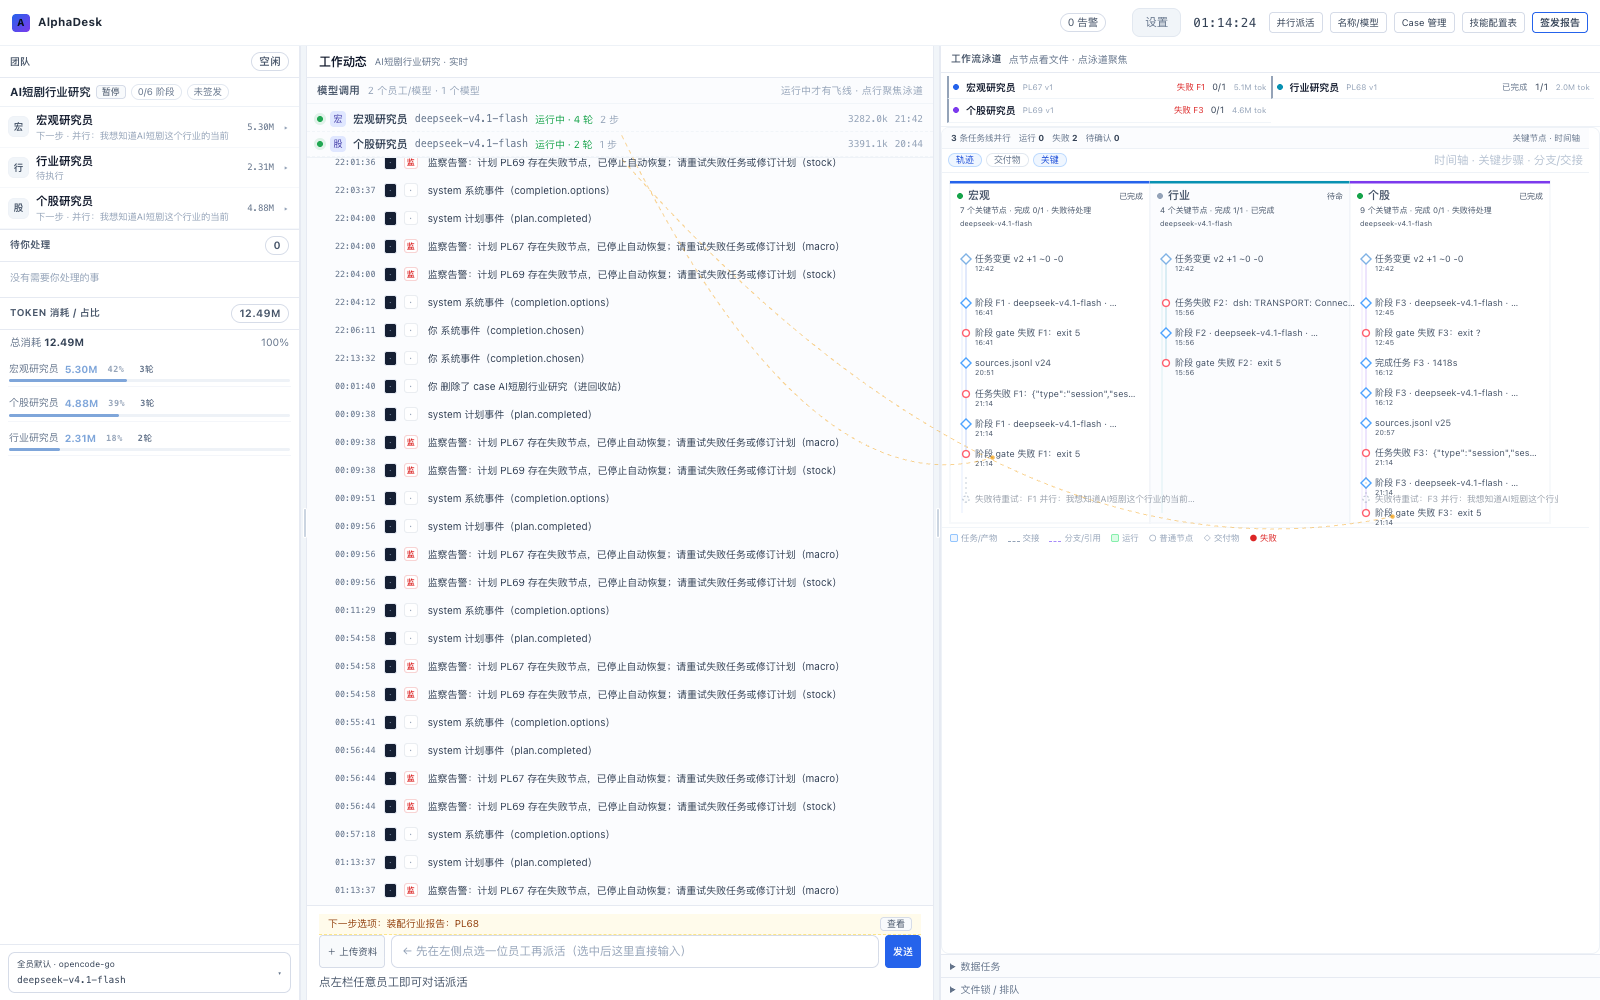 A AlphaDesk
0 告警
设置
01:14:24
并行派活
名称/模型
Case 管理
技能配置表
签发报告
团队
空闲
AI短剧行业研究 暂停 0/6 阶段 未签发
宏 宏观研究员
下一步 · 并行：我想知道AI短剧这个行业的当前
5.30M
行 行业研究员
待执行
2.31M
股 个股研究员
下一步 · 并行：我想知道AI短剧这个行业的当前
4.88M
待你处理
0
没有需要你处理的事
TOKEN 消耗 / 占比
12.49M
总消耗 12.49M
100%
宏观研究员 5.30M 42% 3轮
个股研究员 4.88M 39% 3轮
行业研究员 2.31M 18% 2轮
全员默认 · opencode-go
deepseek-v4.1-flash
工作动态 AI短剧行业研究 · 实时
模型调用 2 个员工/模型 · 1 个模型
运行中才有飞线 · 点行聚焦泳道
宏 宏观研究员 deepseek-v4.1-flash 运行中 · 4 轮 2 步 3282.0k 21:42
股 个股研究员 deepseek-v4.1-flash 运行中 · 2 轮 1 步 3391.1k 20:44
22:01:36 监 监察告警：计划 PL69 存在失败节点，已停止自动恢复；请重试失败任务或修订计划（stock）
22:03:37 system 系统事件（completion.options）
22:04:00 system 计划事件（plan.completed）
22:04:00 监 监察告警：计划 PL67 存在失败节点，已停止自动恢复；请重试失败任务或修订计划（macro）
22:04:00 监 监察告警：计划 PL69 存在失败节点，已停止自动恢复；请重试失败任务或修订计划（stock）
22:04:12 system 系统事件（completion.options）
22:06:11 你 系统事件（completion.chosen）
22:13:32 你 系统事件（completion.chosen）
00:01:40 你 删除了 case AI短剧行业研究（进回收站）
00:09:38 system 计划事件（plan.completed）
00:09:38 监 监察告警：计划 PL67 存在失败节点，已停止自动恢复；请重试失败任务或修订计划（macro）
00:09:38 监 监察告警：计划 PL69 存在失败节点，已停止自动恢复；请重试失败任务或修订计划（stock）
00:09:51 system 系统事件（completion.options）
00:09:56 system 计划事件（plan.completed）
00:09:56 监 监察告警：计划 PL67 存在失败节点，已停止自动恢复；请重试失败任务或修订计划（macro）
00:09:56 监 监察告警：计划 PL69 存在失败节点，已停止自动恢复；请重试失败任务或修订计划（stock）
00:11:29 system 系统事件（completion.options）
00:54:58 system 计划事件（plan.completed）
00:54:58 监 监察告警：计划 PL67 存在失败节点，已停止自动恢复；请重试失败任务或修订计划（macro）
00:54:58 监 监察告警：计划 PL69 存在失败节点，已停止自动恢复；请重试失败任务或修订计划（stock）
00:55:41 system 系统事件（completion.options）
00:56:44 system 计划事件（plan.completed）
00:56:44 监 监察告警：计划 PL67 存在失败节点，已停止自动恢复；请重试失败任务或修订计划（macro）
00:56:44 监 监察告警：计划 PL69 存在失败节点，已停止自动恢复；请重试失败任务或修订计划（stock）
00:57:18 system 系统事件（completion.options）
01:13:37 system 计划事件（plan.completed）
01:13:37 监 监察告警：计划 PL67 存在失败节点，已停止自动恢复；请重试失败任务或修订计划（macro）
下一步选项：装配行业报告：PL68
查看
+ 上传资料
← 先在左侧点选一位员工再派活（选中后这里直接输入）
发送
点左栏任意员工即可对话派活
工作流泳道 点节点看文件 · 点泳道聚焦
宏观研究员 PL67 v1 失败 F1 0/1 5.1M tok
行业研究员 PL68 v1 已完成 1/1 2.0M tok
个股研究员 PL69 v1 失败 F3 0/1 4.6M tok
3 条任务线并行 运行 0 失败 2 待确认 0
关键节点 · 时间轴
轨迹 交付物 关键
时间轴 · 关键步骤 · 分支/交接
宏观 已完成
7 个关键节点 · 完成 0/1 · 失败待处理
deepseek-v4.1-flash
任务变更 v2 +1 ~0 -0
12:42
阶段 F1 · deepseek-v4.1-flash · ...
16:41
阶段 gate 失败 F1：exit 5
16:41
sources.jsonl v24
20:51
任务失败 F1：{"type":"session","ses...
21:14
阶段 F1 · deepseek-v4.1-flash · ...
21:14
阶段 gate 失败 F1：exit 5
21:14
失败待重试：F1 并行：我想知道AI短剧这个行业的当前...
行业 待命
4 个关键节点 · 完成 1/1 · 已完成
deepseek-v4.1-flash
任务变更 v2 +1 ~0 -0
12:42
任务失败 F2：dsh: TRANSPORT: Connec...
15:56
阶段 F2 · deepseek-v4.1-flash · ...
15:56
阶段 gate 失败 F2：exit 5
15:56
个股 已完成
9 个关键节点 · 完成 0/1 · 失败待处理
deepseek-v4.1-flash
任务变更 v2 +1 ~0 -0
12:42
阶段 F3 · deepseek-v4.1-flash · ...
12:45
阶段 gate 失败 F3：exit ?
12:45
完成任务 F3 · 1418s
16:12
阶段 F3 · deepseek-v4.1-flash · ...
16:12
sources.jsonl v25
20:57
任务失败 F3：{"type":"session","ses...
21:14
阶段 F3 · deepseek-v4.1-flash · ...
21:14
失败待重试：F3 并行：我想知道AI短剧这个行业
阶段 gate 失败 F3：exit 5
21:14
任务/产物 交接 分支/引用 运行 普通节点 交付物 失败
数据任务
文件锁 / 排队